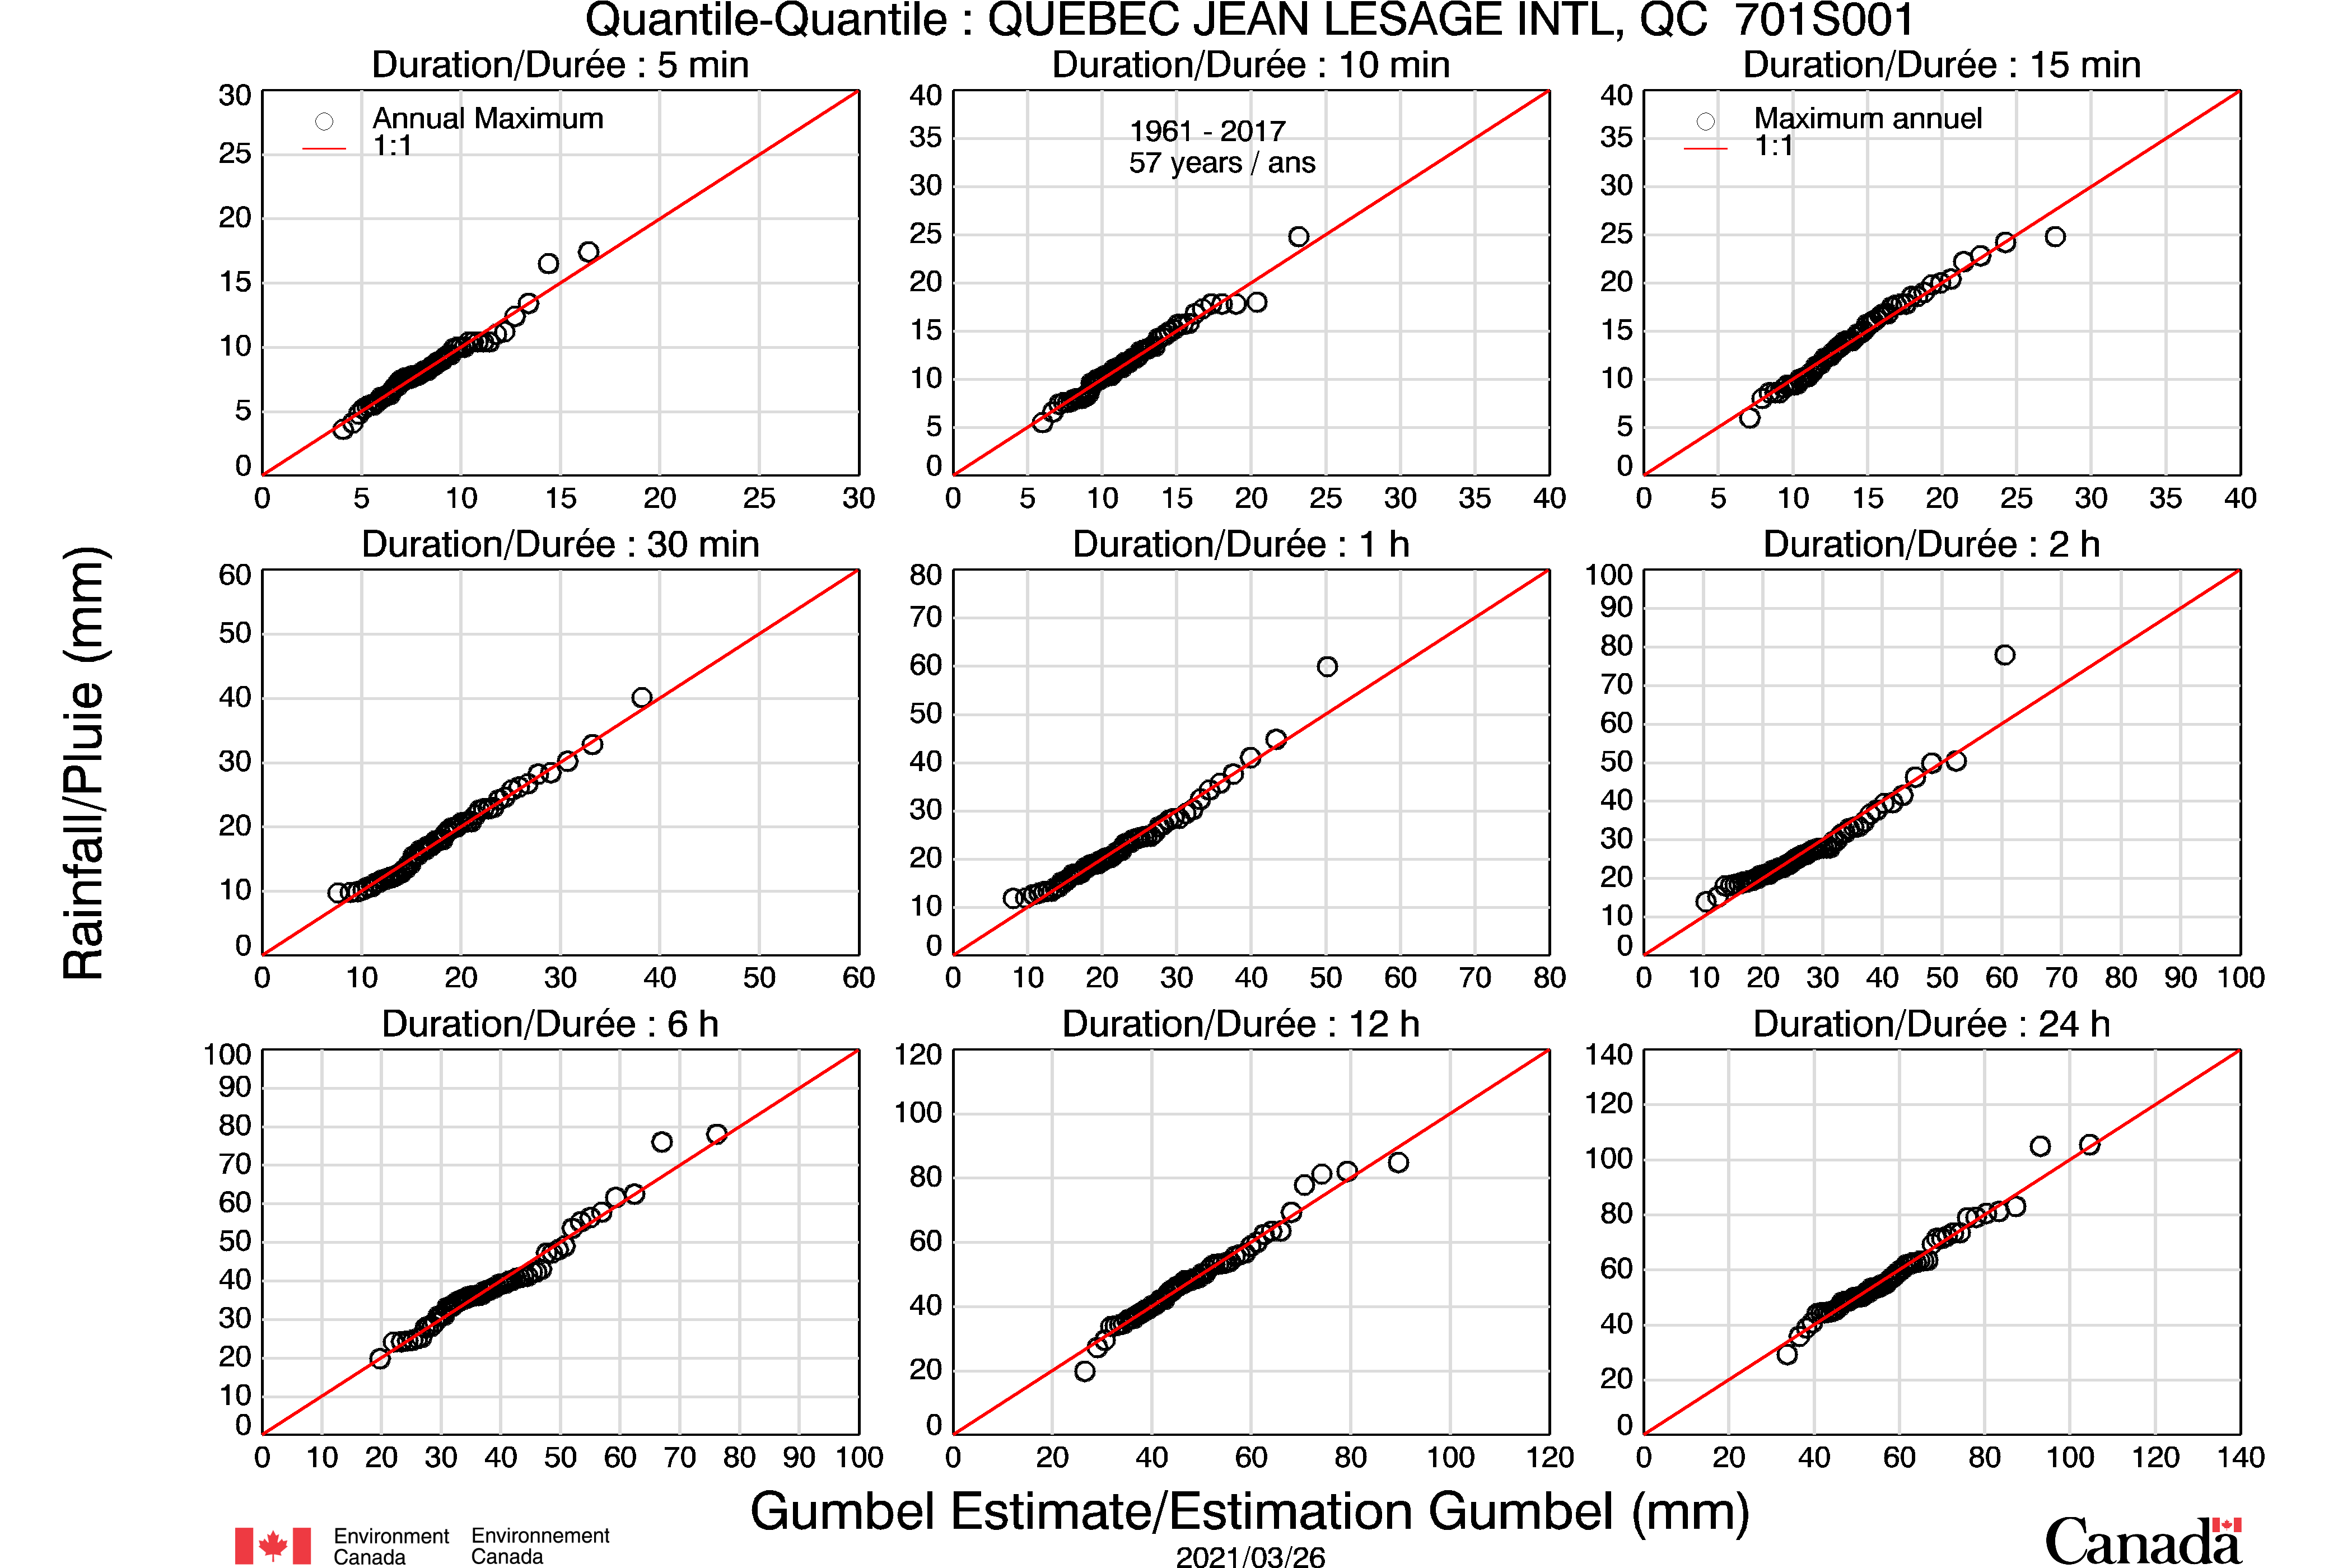 Quantile-Quantile : QUEBEC JEAN LESAGE INTL, QC 701S001
Duration/Durée : 5 min
Duration/Durée : 10 min
Duration/Durée : 15 min
30
25
20
15
10
5
0
Annual Maximum
1:1
0 5 10 15 20 25 30
40
35
30
25
20
15
10
5
0
1961 - 2017
57 years / ans
0 5 10 15 20 25 30 35 40
40
35
30
25
20
15
10
5
0
Maximum annuel
1:1
0 5 10 15 20 25 30 35 40
Rainfall/Pluie (mm)
Duration/Durée : 30 min
Duration/Durée : 1 h
Duration/Durée : 2 h
60
50
40
30
20
10
0
0 10 20 30 40 50 60
80
70
60
50
40
30
20
10
0
0 10 20 30 40 50 60 70 80
100
90
80
70
60
50
40
30
20
10
0
0 10 20 30 40 50 60 70 80 90 100
Duration/Durée : 6 h
Duration/Durée : 12 h
Duration/Durée : 24 h
100
90
80
70
60
50
40
30
20
10
0
0 10 20 30 40 50 60 70 80 90 100
120
100
80
60
40
20
0
0 20 40 60 80 100 120
140
120
100
80
60
40
20
0
0 20 40 60 80 100 120 140
Gumbel Estimate/Estimation Gumbel (mm)
Environment Canada
Environnement Canada
2021/03/26
Canada